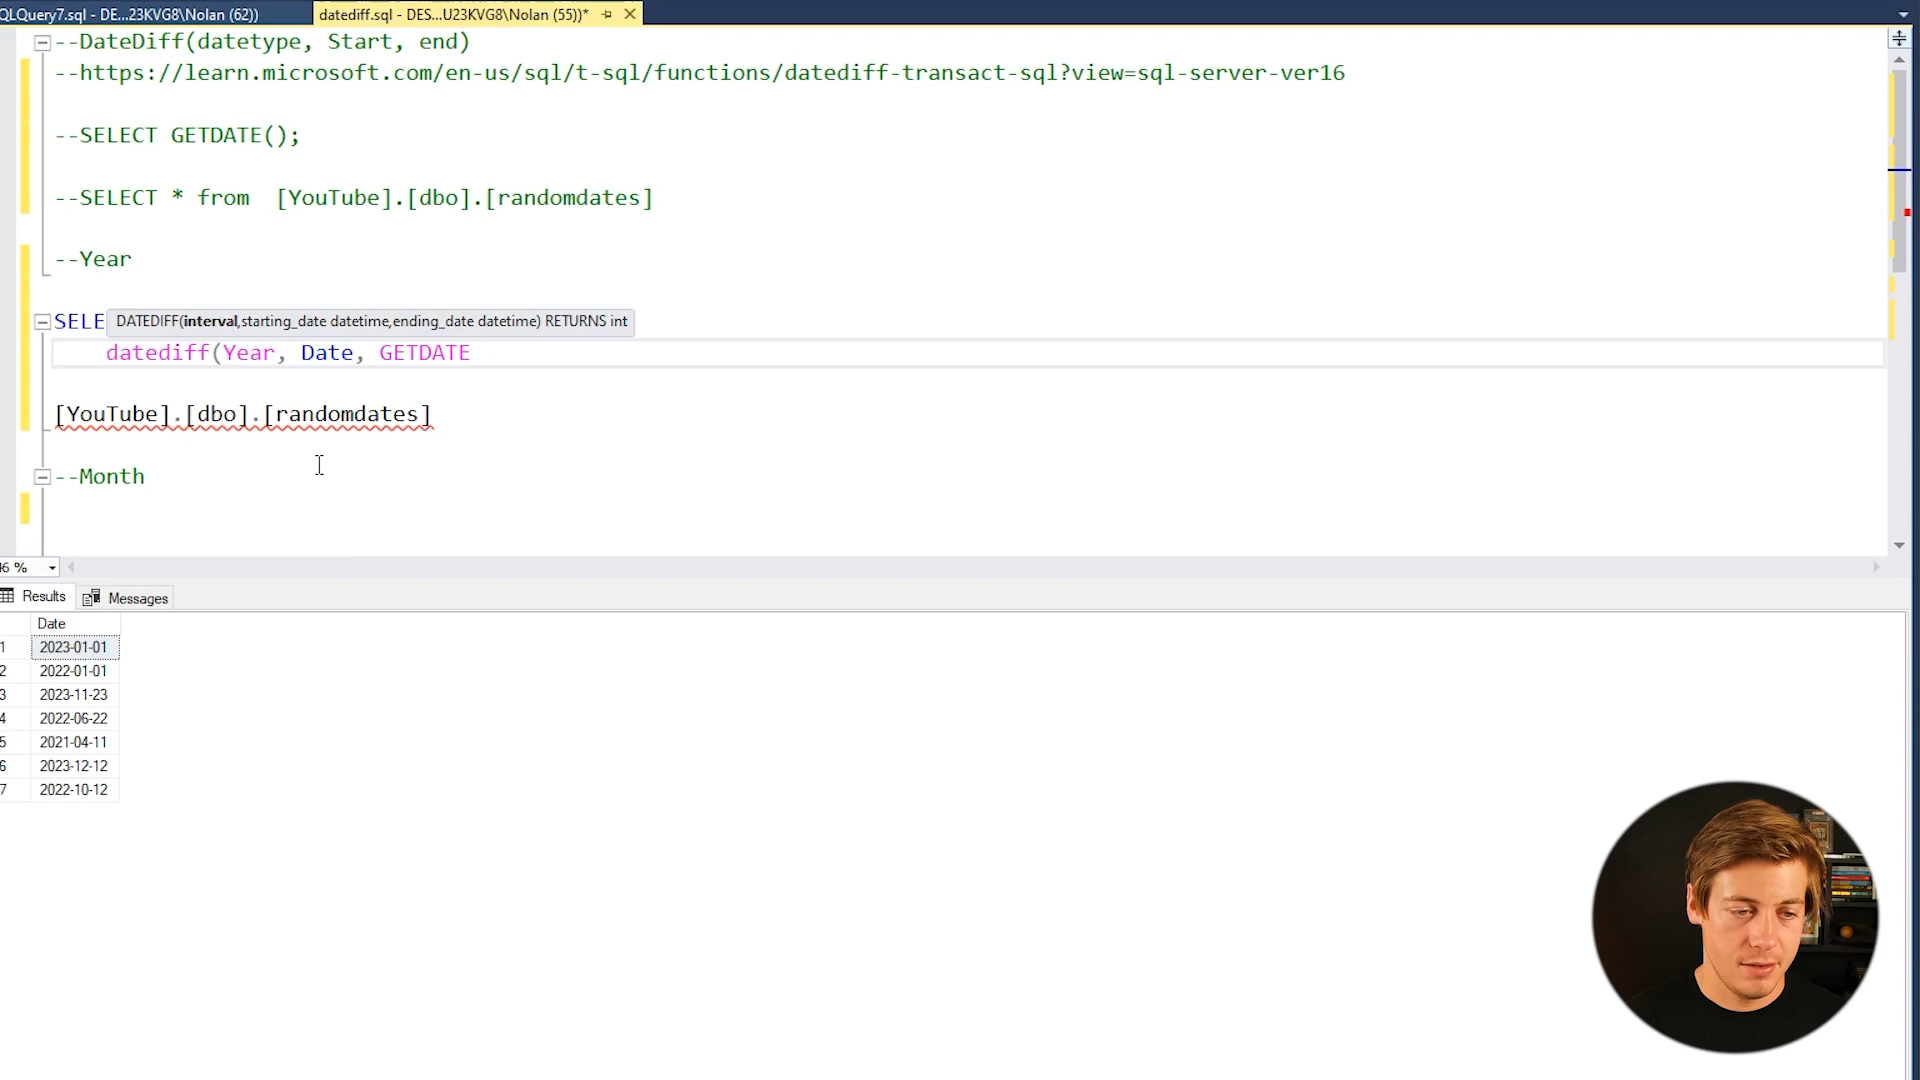 QLQuery7.sql - DE...23KVG8\Nolan (62))
datediff.sql - DES...U23KVG8\Nolan (55))*
--DateDiff(datetype, Start, end)
--https://learn.microsoft.com/en-us/sql/t-sql/functions/datediff-transact-sql?view=sql-server-ver16
--SELECT GETDATE();
--SELECT * from  [YouTube].[dbo].[randomdates]
--Year
SELE DATEDIFF(interval,starting_date datetime,ending_date datetime) RETURNS int
datediff(Year, Date, GETDATE
[YouTube].[dbo].[randomdates]
--Month
46 %
Results Messages
Date
1 2023-01-01
2 2022-01-01
3 2023-11-23
4 2022-06-22
5 2021-04-11
6 2023-12-12
7 2022-10-12